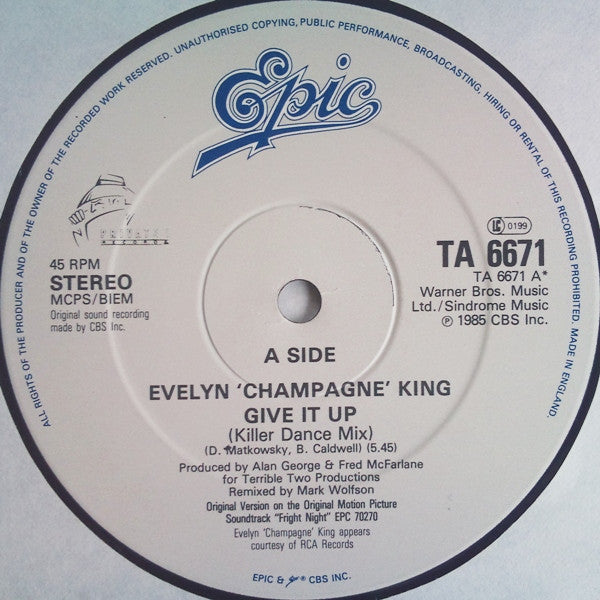 ALL RIGHTS OF THE PRODUCER AND OF THE OWNER OF THE RECORDED WORK RESERVED. UNAUTHORISED COPYING, PUBLIC PERFORMANCE, BROADCASTING, HIRING OR RENTAL OF THIS RECORDING PROHIBITED. MADE IN ENGLAND.
Epic
PRIVATE I
RECORDS
45 RPM
STEREO
MCPS/BIEM
Original sound recording
made by CBS Inc.
LC 0199
TA 6671
TA 6671 A*
Warner Bros. Music
Ltd./Sindrome Music
℗ 1985 CBS Inc.
A SIDE
EVELYN 'CHAMPAGNE' KING
GIVE IT UP
(Killer Dance Mix)
(D. Matkowsky, B. Caldwell) (5.45)
Produced by Alan George & Fred McFarlane
for Terrible Two Productions
Remixed by Mark Wolfson
Original Version on the Original Motion Picture
Soundtrack "Fright Night" EPC 70270
Evelyn 'Champagne' King appears
courtesy of RCA Records
EPIC & Epic ® CBS INC.